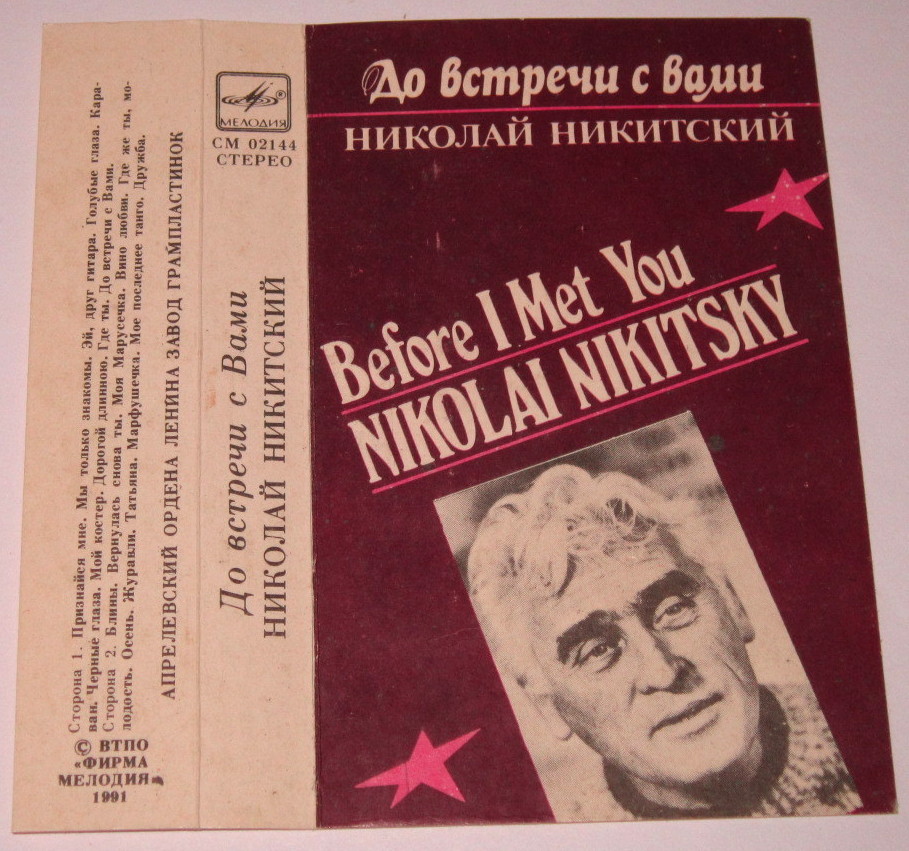 До встречи с вами
НИКОЛАЙ НИКИТСКИЙ
Before I Met You
NIKOLAI NIKITSKY
МЕЛОДИЯ
®
СМ 02144
СТЕРЕО
До встречи с Вами
НИКОЛАЙ НИКИТСКИЙ
Сторона 1. Признайся мне. Мы только знакомы. Эй, друг гитара. Голубые глаза. Кара-
ван. Черные глаза. Мой костер. Дорогой длинною. Где ты. До встречи с Вами.
Сторона 2. Блины. Вернулась снова ты. Моя Марусечка. Вино любви. Где же ты, мо-
лодость. Осень. Журавли. Татьяна. Марфушечка. Мое последнее танго. Дружба.
АПРЕЛЕВСКИЙ ОРДЕНА ЛЕНИНА ЗАВОД ГРАМПЛАСТИНОК
© ВТПО
«ФИРМА
МЕЛОДИЯ»
1991